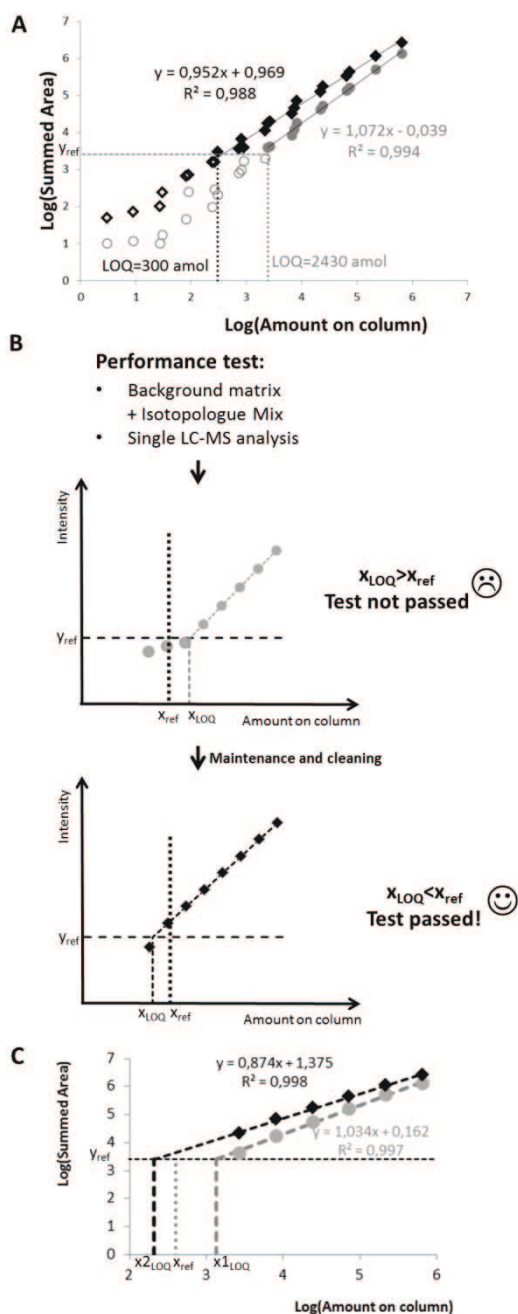 A
Log(Summed Area)
7
6
5
4
3
2
1
0
y = 0,952x + 0,969
R² = 0,988
y = 1,072x - 0,039
R² = 0,994
yref
LOQ=300 amol
LOQ=2430 amol
0 1 2 3 4 5 6 7
Log(Amount on column)
B
Performance test:
• Background matrix
+ Isotopologue Mix
• Single LC-MS analysis
Intensity
yref
xref xLOQ Amount on column
xLOQ>xref
Test not passed
Maintenance and cleaning
Intensity
yref
xLOQ xref Amount on column
xLOQ<xref
Test passed!
C
Log(Summed Area)
7
6
5
4
yref
3
2
1
0
y = 0,874x + 1,375
R² = 0,998
y = 1,034x + 0,162
R² = 0,997
x2LOQ xref x1LOQ
2 3 4 5 6
Log(Amount on column)